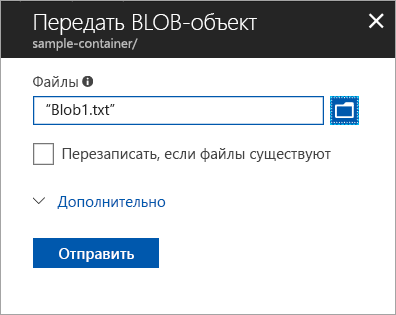 Передать BLOB-объект
sample-container/
Файлы
“Blob1.txt”
Перезаписать, если файлы существуют
Дополнительно
Отправить